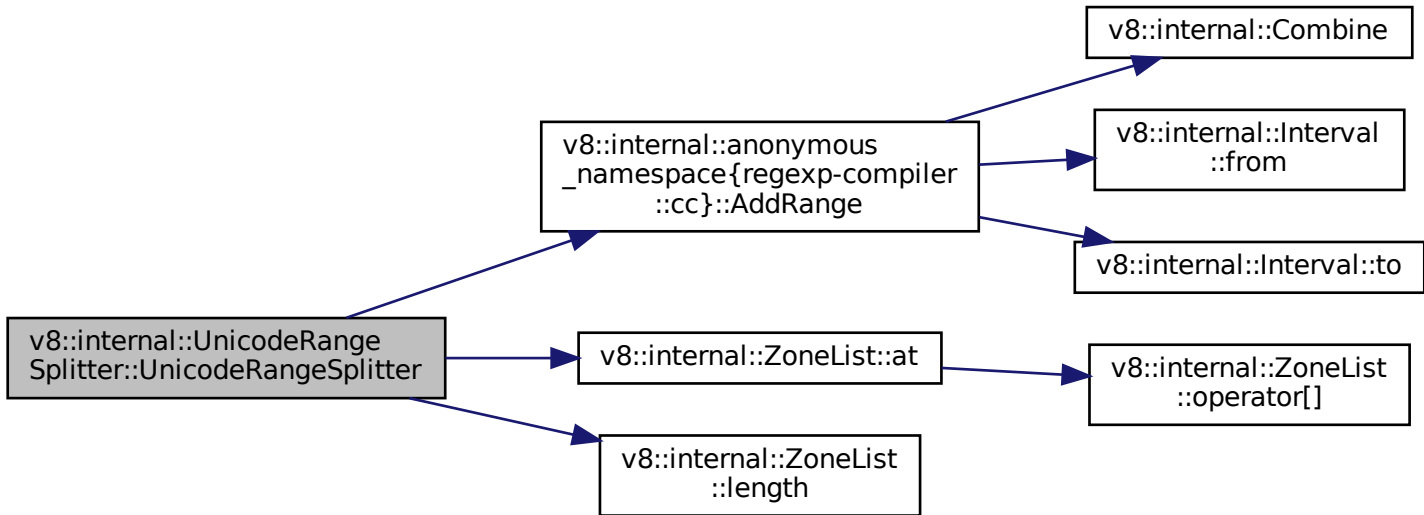 v8::internal::Combine
v8::internal::anonymous
_namespace{regexp-compiler
::cc}::AddRange
v8::internal::Interval
::from
v8::internal::Interval::to
v8::internal::UnicodeRange
Splitter::UnicodeRangeSplitter
v8::internal::ZoneList::at
v8::internal::ZoneList
::operator[]
v8::internal::ZoneList
::length